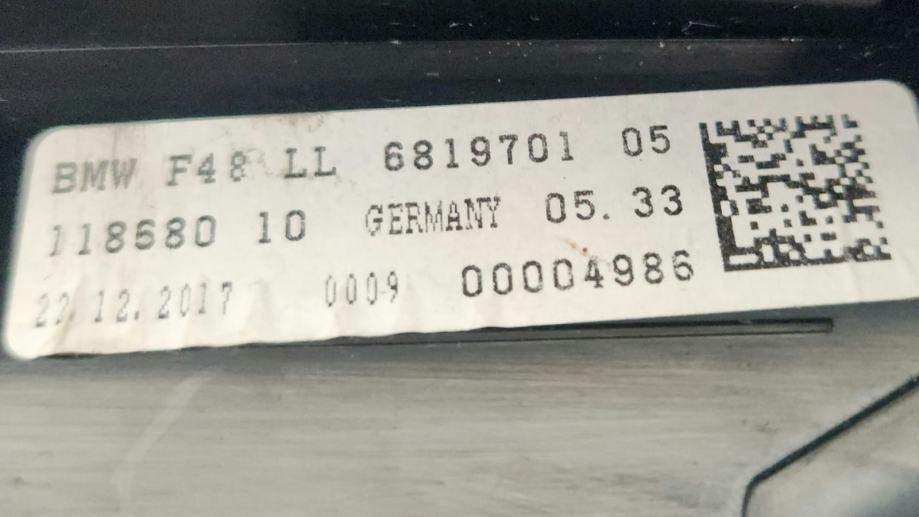 BMW F48 LL 6819701 05
118680 10 GERMANY 05.33
22.12.2017 0009 00004986